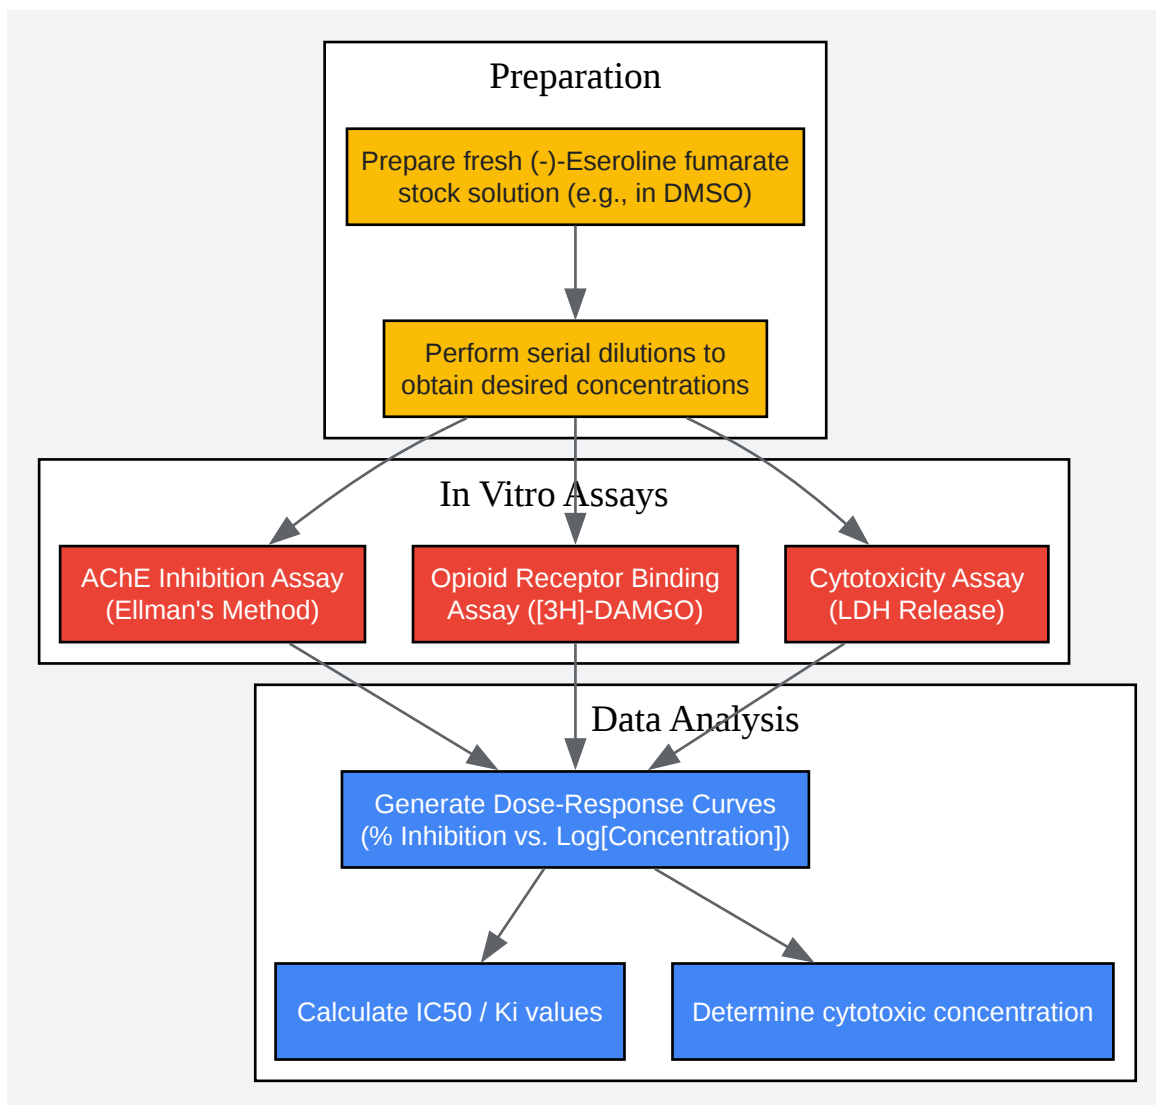 Preparation
Prepare fresh (-)-Eseroline fumarate
stock solution (e.g., in DMSO)
Perform serial dilutions to
obtain desired concentrations
In Vitro Assays
AChE Inhibition Assay
(Ellman's Method)
Opioid Receptor Binding
Assay ([3H]-DAMGO)
Cytotoxicity Assay
(LDH Release)
Data Analysis
Generate Dose-Response Curves
(% Inhibition vs. Log[Concentration])
Calculate IC50 / Ki values
Determine cytotoxic concentration